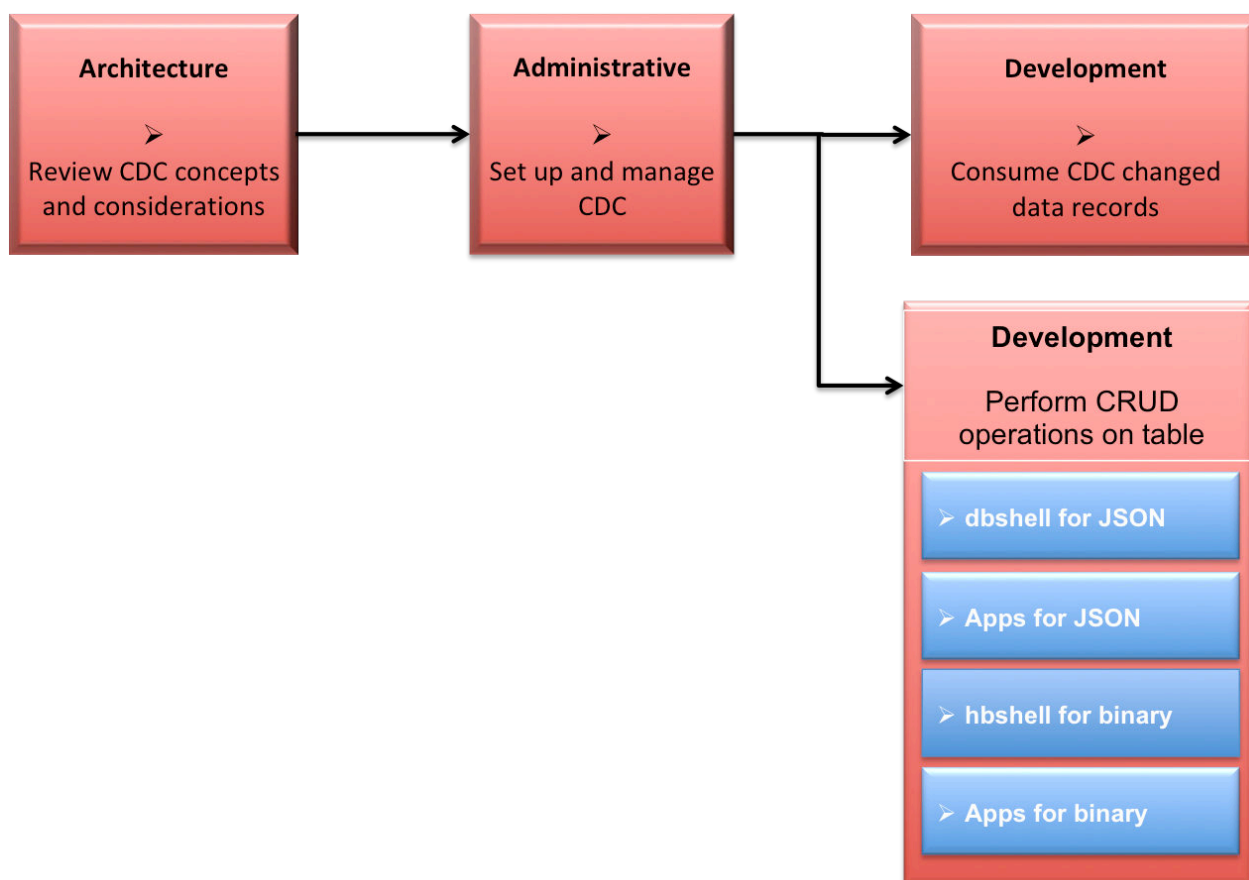 Architecture
➢
Review CDC concepts
and considerations
Administrative
➢
Set up and manage
CDC
Development
➢
Consume CDC changed
data records
Development
Perform CRUD
operations on table
➢ dbshell for JSON
➢ Apps for JSON
➢ hbshell for binary
➢ Apps for binary